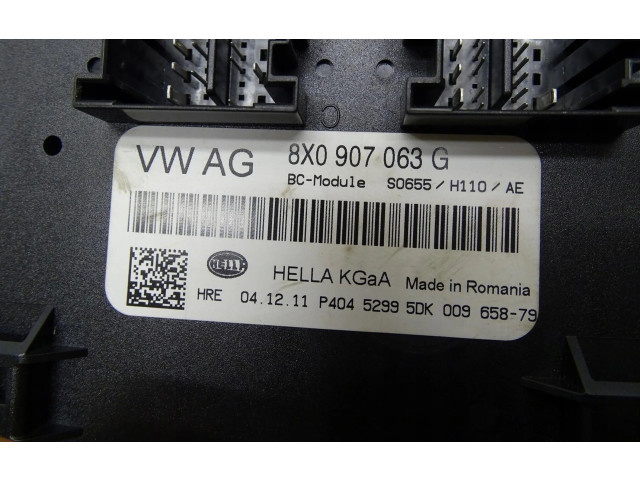 VW AG 8X0 907 063 G
BC-Module S0655/H110/AE
HELLA
HELLA KGaA Made in Romania
HRE 04.12.11 P404 5299 5DK 009 658-79